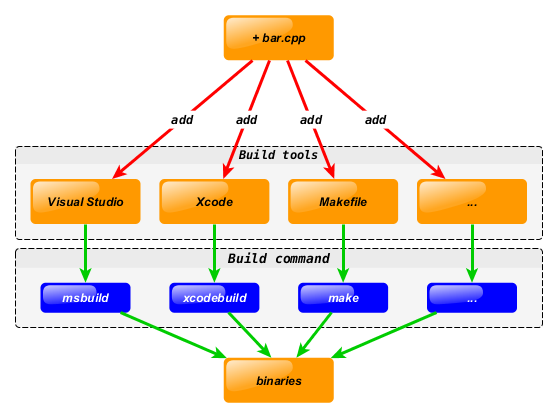 + bar.cpp
add add add add
Build tools
Visual Studio Xcode Makefile ...
Build command
msbuild xcodebuild make ...
binaries